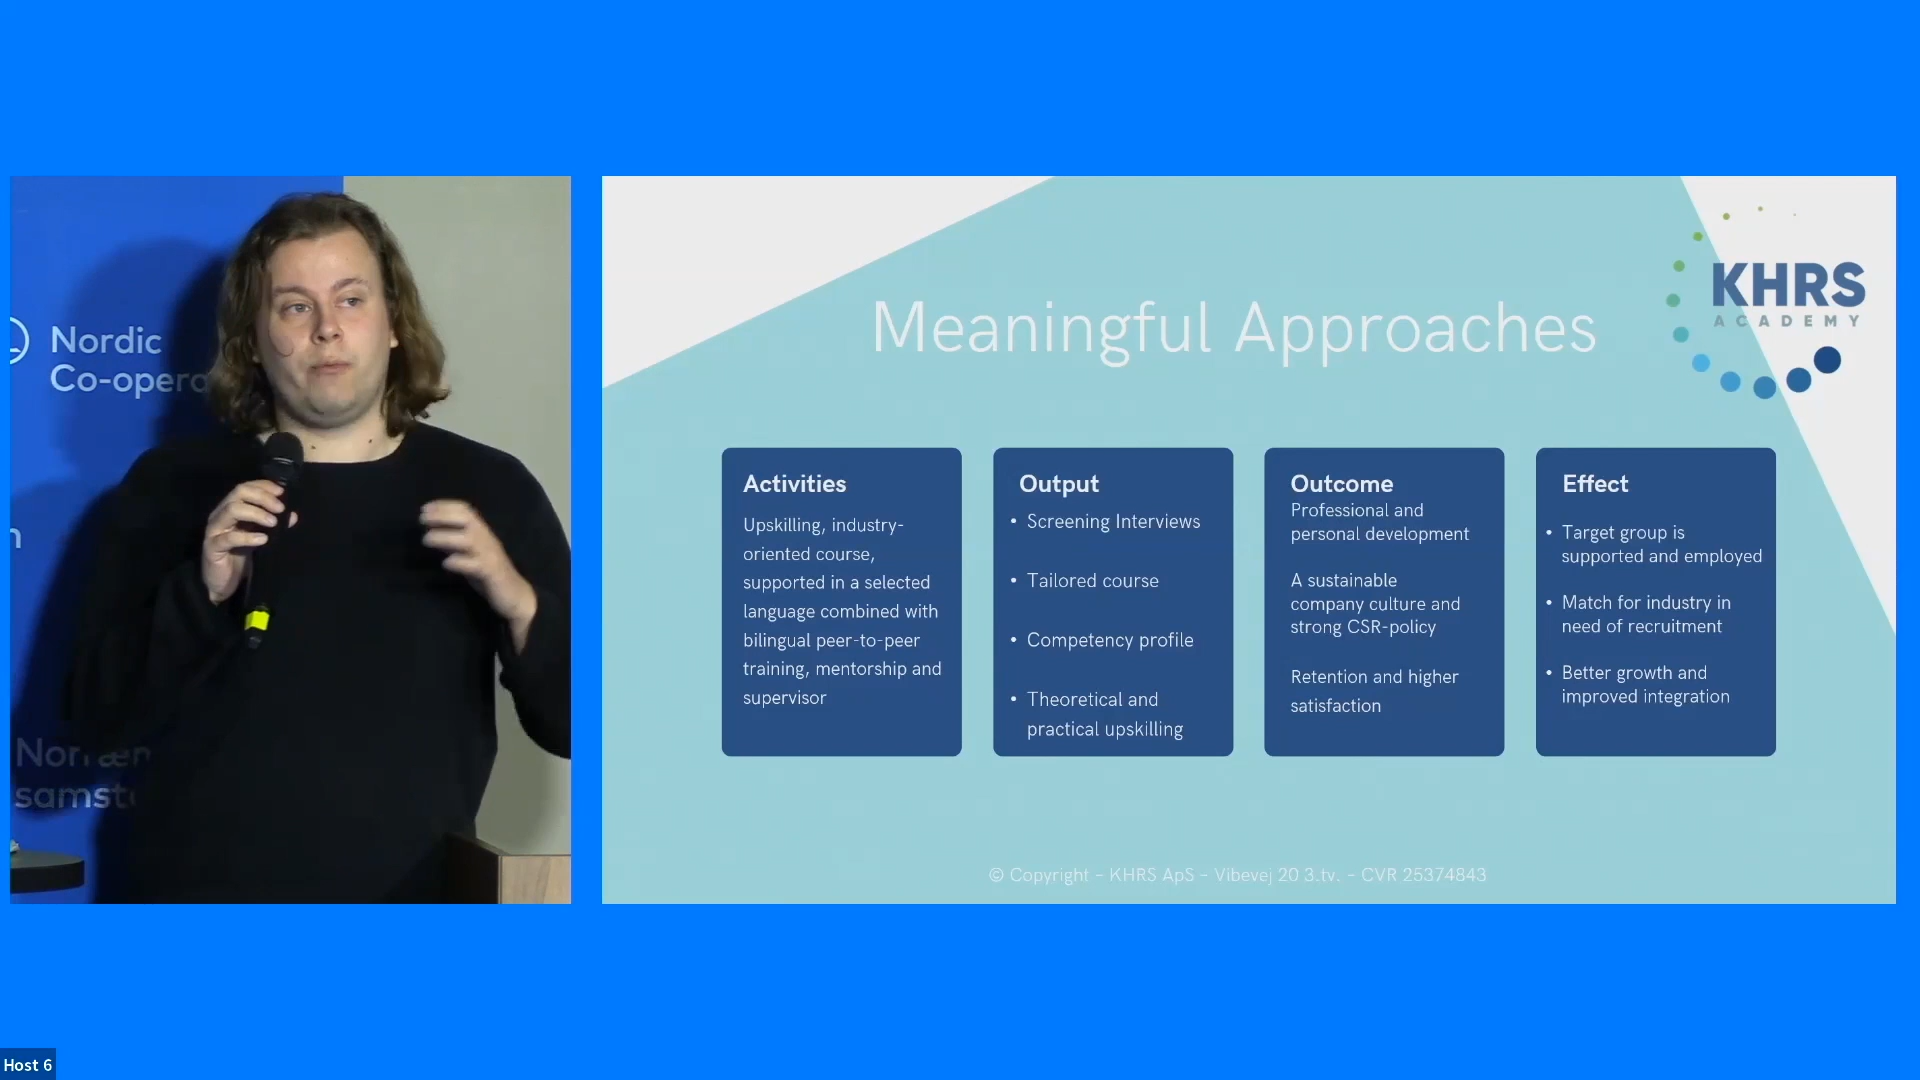 Nordic
Co-opera
n
Norræn
samst
Meaningful Approaches
KHRS
ACADEMY
Activities
Upskilling, industry-
oriented course,
supported in a selected
language combined with
bilingual peer-to-peer
training, mentorship and
supervisor
Output
• Screening Interviews
• Tailored course
• Competency profile
• Theoretical and
practical upskilling
Outcome
Professional and
personal development
A sustainable
company culture and
strong CSR-policy
Retention and higher
satisfaction
Effect
• Target group is
supported and employed
• Match for industry in
need of recruitment
• Better growth and
improved integration
© Copyright – KHRS ApS – Vibevej 20 3.tv. – CVR 25374843
Host 6